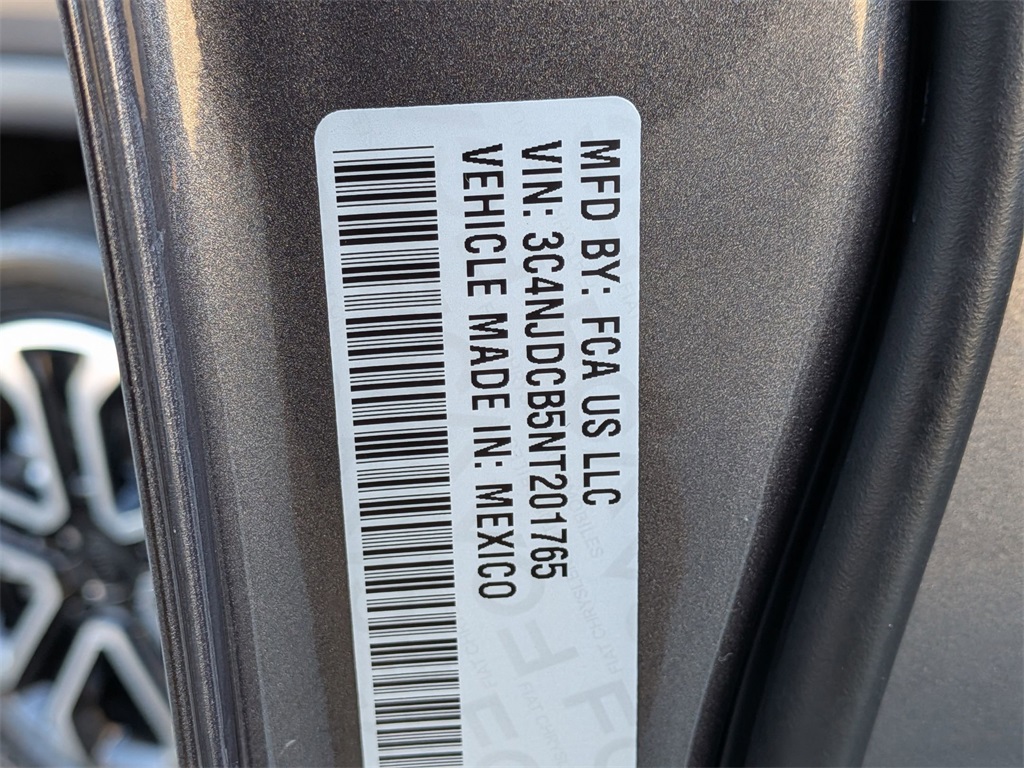 MFD BY: FCA US LLC
VIN: 3C4NJDCB5NT201765
VEHICLE MADE IN: MEXICO